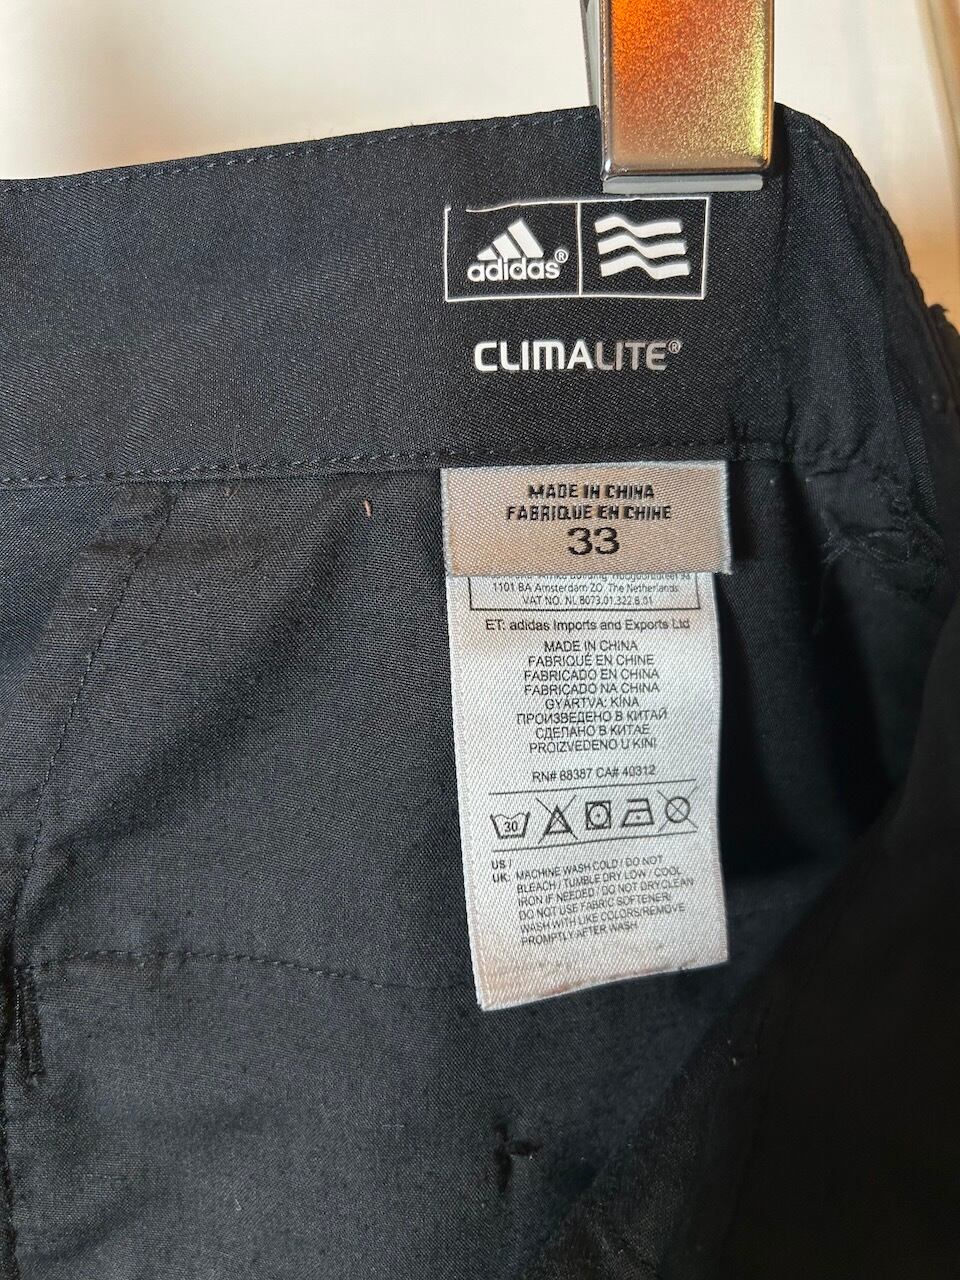 adidas®
CLIMALITE®
MADE IN CHINA
FABRIQUE EN CHINE
33
1101 BA Amsterdam ZO The Netherlands
VAT NO. NL 8073.01.322.B.01
ET: adidas Imports and Exports Ltd
MADE IN CHINA
FABRIQUÉ EN CHINE
FABRICADO EN CHINA
FABRICADO NA CHINA
GYÁRTVA: KÍNA
ПРОИЗВЕДЕНО В КИТАЙ
СДЕЛАНО В КИТАЕ
PROIZVEDENO U KINI
RN# 88387 CA# 40312
30
US /
UK: MACHINE WASH COLD / DO NOT
BLEACH / TUMBLE DRY LOW / COOL
IRON IF NEEDED / DO NOT DRYCLEAN
DO NOT USE FABRIC SOFTENER/
WASH WITH LIKE COLORS/REMOVE
PROMPTLY AFTER WASH